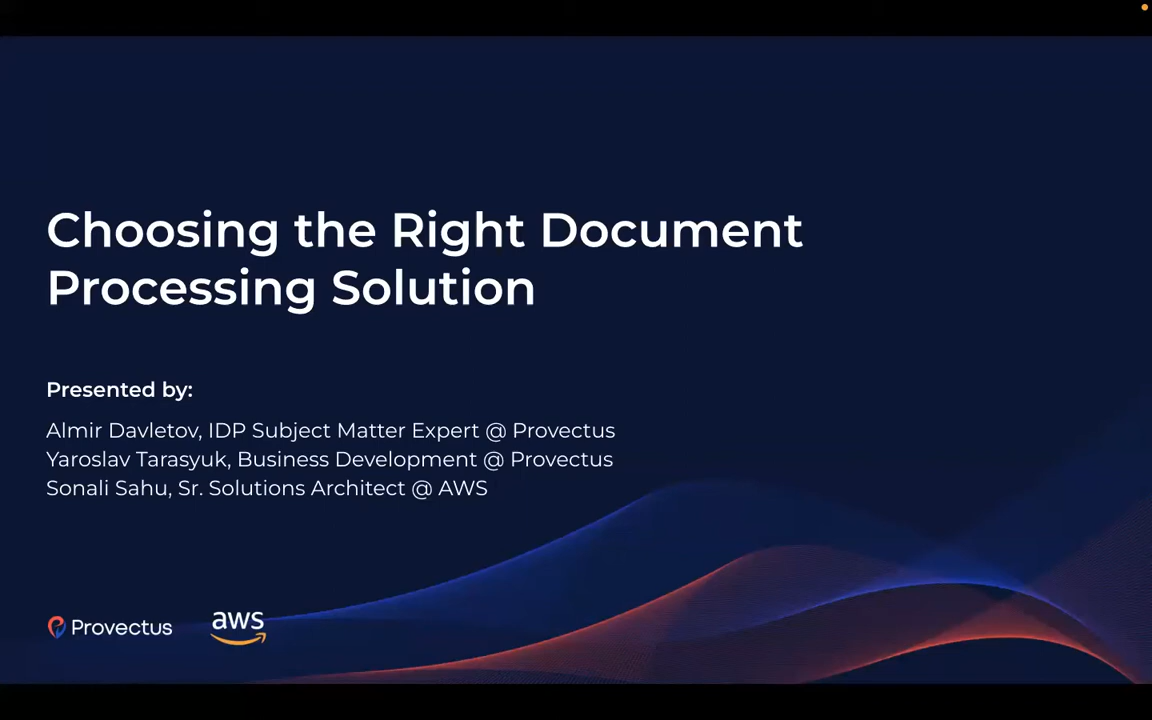 Choosing the Right Document
Processing Solution
Presented by:
Almir Davletov, IDP Subject Matter Expert @ Provectus
Yaroslav Tarasyuk, Business Development @ Provectus
Sonali Sahu, Sr. Solutions Architect @ AWS
Provectus
aws